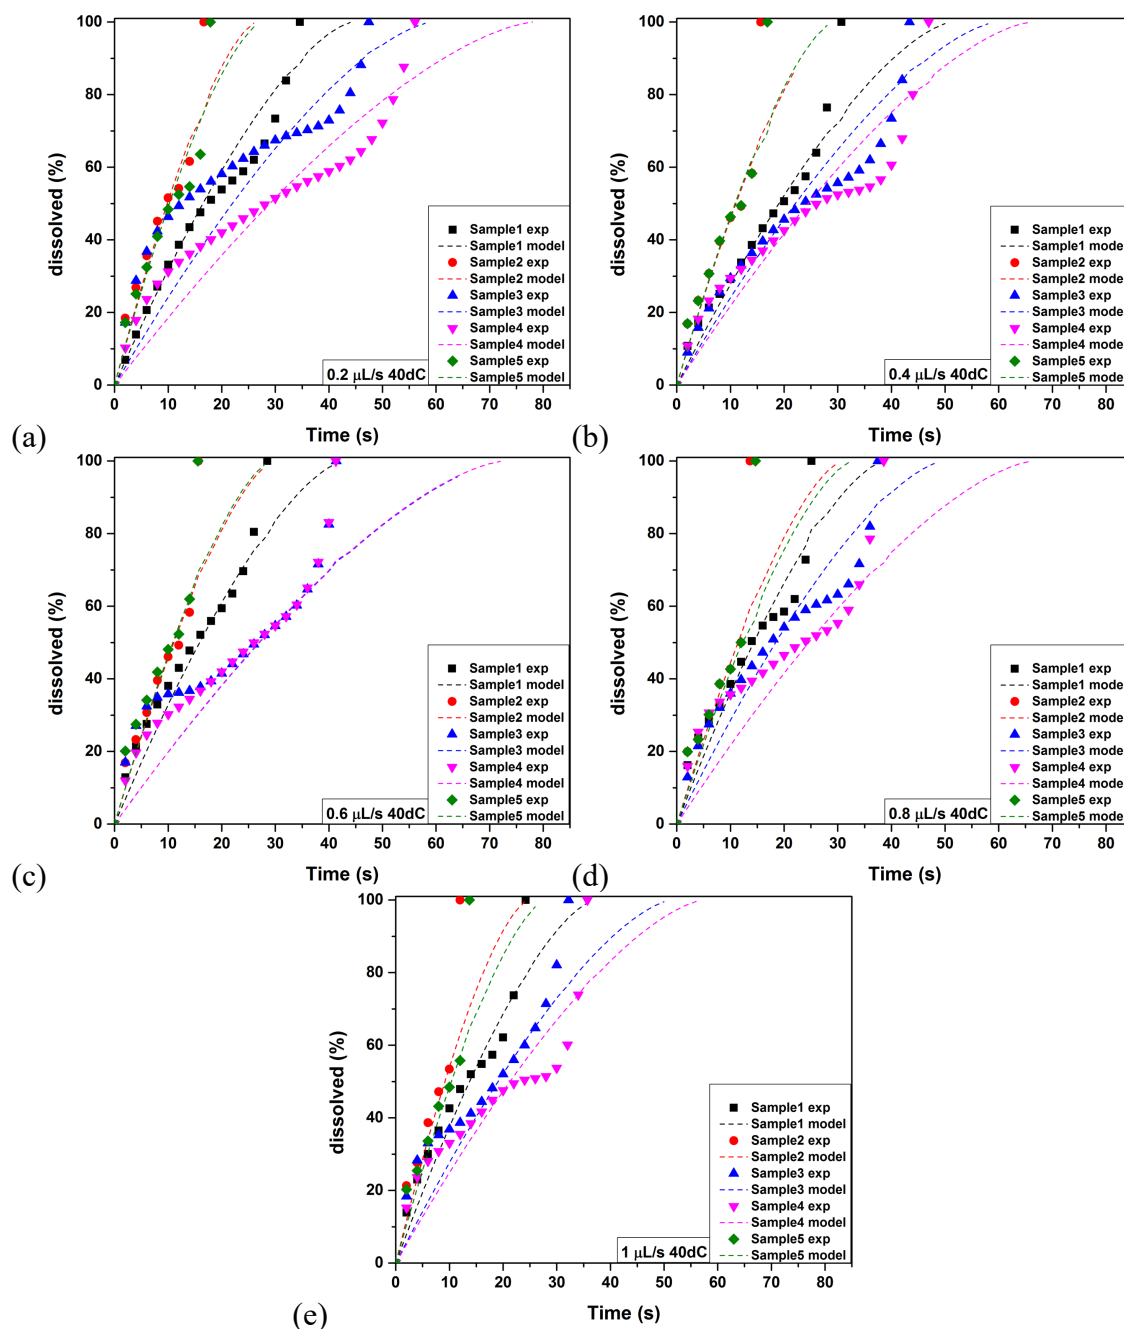 dissolved (%)
100
80
60
40
20
0
Sample1 exp
Sample1 model
Sample2 exp
Sample2 model
Sample3 exp
Sample3 model
Sample4 exp
Sample4 model
Sample5 exp
Sample5 model
0.2 μL/s 40dC
0 10 20 30 40 50 60 70 80
Time (s)
(a)
dissolved (%)
100
80
60
40
20
0
Sample1 exp
Sample1 mode
Sample2 exp
Sample2 mode
Sample3 exp
Sample3 mode
Sample4 exp
Sample4 mode
Sample5 exp
Sample5 mode
0.4 μL/s 40dC
0 10 20 30 40 50 60 70 80
Time (s)
(b)
dissolved (%)
100
80
60
40
20
0
Sample1 exp
Sample1 model
Sample2 exp
Sample2 model
Sample3 exp
Sample3 model
Sample4 exp
Sample4 model
Sample5 exp
Sample5 model
0.6 μL/s 40dC
0 10 20 30 40 50 60 70 80
Time (s)
(c)
dissolved (%)
100
80
60
40
20
0
Sample1 exp
Sample1 mode
Sample2 exp
Sample2 mode
Sample3 exp
Sample3 mode
Sample4 exp
Sample4 mode
Sample5 exp
Sample5 mode
0.8 μL/s 40dC
0 10 20 30 40 50 60 70 80
Time (s)
(d)
dissolved (%)
100
80
60
40
20
0
Sample1 exp
Sample1 model
Sample2 exp
Sample2 model
Sample3 exp
Sample3 model
Sample4 exp
Sample4 model
Sample5 exp
Sample5 model
1 μL/s 40dC
0 10 20 30 40 50 60 70 80
Time (s)
(e)